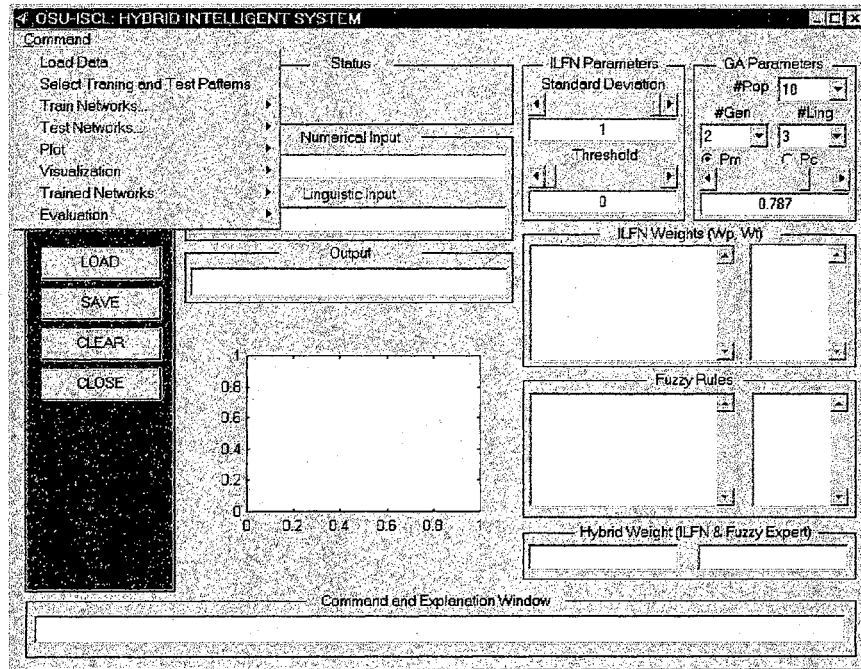 OSU-ISCL: HYBRID INTELLIGENT SYSTEM
Command
Load Data
Select Traning and Test Patterns
Train Networks...
Test Networks...
Plot
Visualization
Trained Networks
Evaluation
LOAD
SAVE
CLEAR
CLOSE
Status
Numerical Input
Linguistic Input
Output
1
0.8
0.6
0.4
0.2
0
0 0.2 0.4 0.6 0.8 1
ILFN Parameters
Standard Deviation
1
Threshold
0
GA Parameters
#Pop 10
#Gen #Ling
2 3
Pm Pc
0.787
ILFN Weights (Wp, Wt)
Fuzzy Rules
Hybrid Weight (ILFN & Fuzzy Expert)
Command and Explanation Window